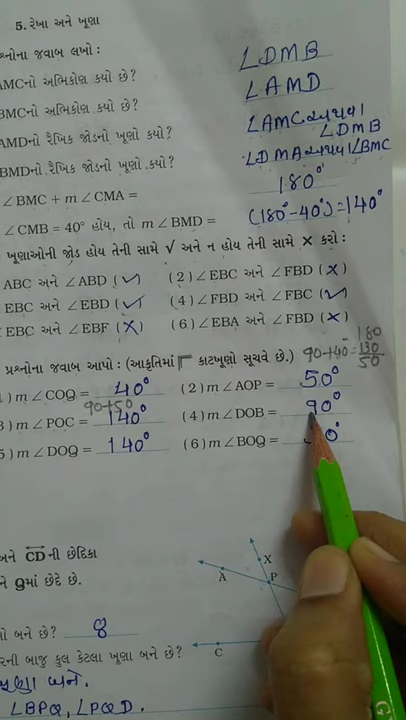 5. રેખા અને ખૂણા
શ્નોના જવાબ લખો :
AMCનો અભિકોણ કયો છે? ∠DMB
BMCનો અભિકોણ કયો છે? ∠AMD
AMDનો રૈખિક જોડનો ખૂણો કયો? ∠AMC અથવા ∠DMB
BMDનો રૈખિક જોડનો ખૂણો કયો? ∠DMA અથવા ∠BMC
∠BMC + m∠CMA = 180°
∠CMB = 40° હોય, તો m∠BMD = (180°-40°)=140°
ખૂણાઓની જોડ હોય તેની સામે √ અને ન હોય તેની સામે × કરો :
ABC અને ∠ABD (✓) (2) ∠EBC અને ∠FBD (×)
EBC અને ∠EBD (✓) (4) ∠FBD અને ∠FBC (✓)
EBC અને ∠EBF (×) (6) ∠EBA અને ∠FBD (×)
પ્રશ્નોના જવાબ આપો : (આકૃતિમાં કાટખૂણો સૂચવે છે.) 90+40= 180
130
50
) m∠COQ = 40° (2) m∠AOP = 50°
90+50
3) m∠POC = 140° (4) m∠DOB = 90°
5) m∠DOQ = 140° (6) m∠BOQ =
અને CDની છેદિકા
ને Qમાં છેદે છે.
X
A
P
C
બને છે? 8
રની બાજુ કુલ કેટલા ખૂણા બને છે?
બને.
∠BPQ, ∠PQD.
G